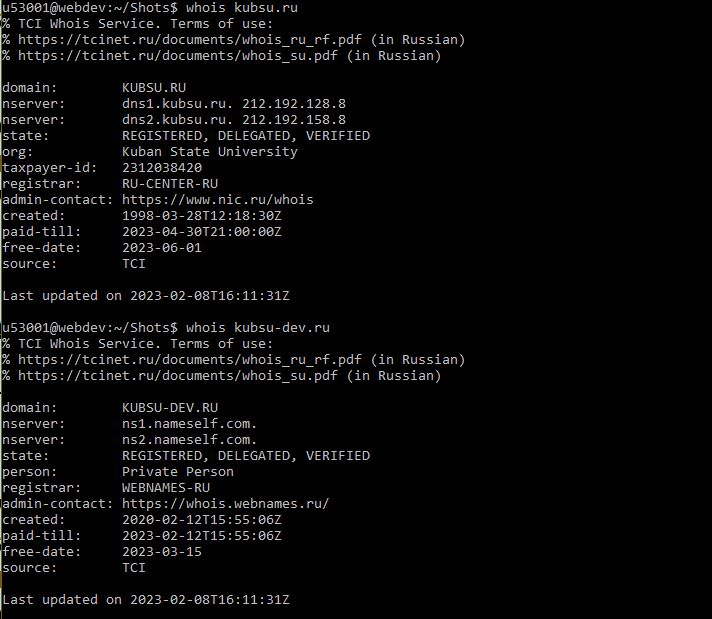 u53001@webdev:~/Shots$ whois kubsu.ru
% TCI Whois Service. Terms of use:
% https://tcinet.ru/documents/whois_ru_rf.pdf (in Russian)
% https://tcinet.ru/documents/whois_su.pdf (in Russian)

domain:        KUBSU.RU
nserver:       dns1.kubsu.ru. 212.192.128.8
nserver:       dns2.kubsu.ru. 212.192.158.8
state:         REGISTERED, DELEGATED, VERIFIED
org:           Kuban State University
taxpayer-id:   2312038420
registrar:     RU-CENTER-RU
admin-contact: https://www.nic.ru/whois
created:       1998-03-28T12:18:30Z
paid-till:     2023-04-30T21:00:00Z
free-date:     2023-06-01
source:        TCI

Last updated on 2023-02-08T16:11:31Z

u53001@webdev:~/Shots$ whois kubsu-dev.ru
% TCI Whois Service. Terms of use:
% https://tcinet.ru/documents/whois_ru_rf.pdf (in Russian)
% https://tcinet.ru/documents/whois_su.pdf (in Russian)

domain:        KUBSU-DEV.RU
nserver:       ns1.nameself.com.
nserver:       ns2.nameself.com.
state:         REGISTERED, DELEGATED, VERIFIED
person:        Private Person
registrar:     WEBNAMES-RU
admin-contact: https://whois.webnames.ru/
created:       2020-02-12T15:55:06Z
paid-till:     2023-02-12T15:55:06Z
free-date:     2023-03-15
source:        TCI

Last updated on 2023-02-08T16:11:31Z